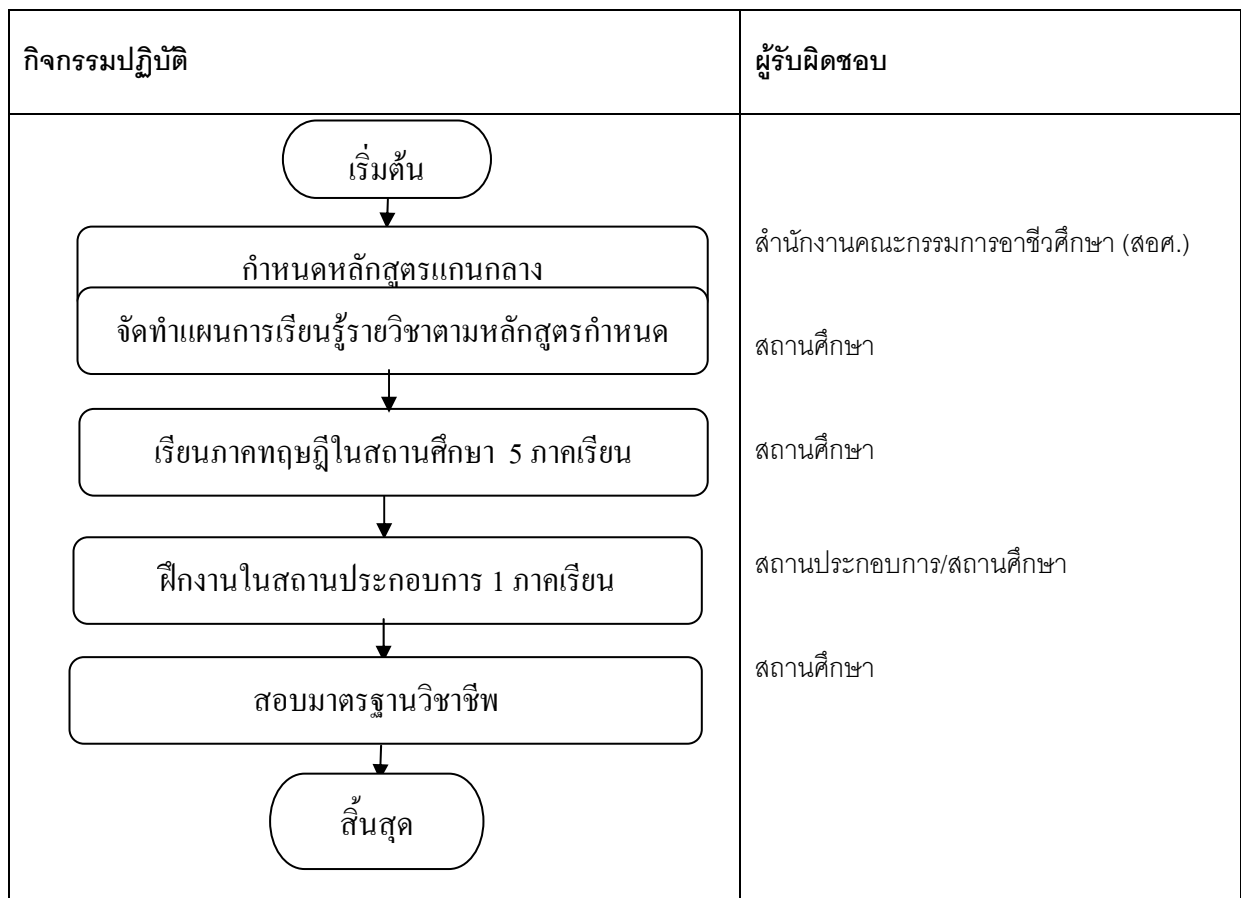 กิจกรรมปฏิบัติ
ผู้รับผิดชอบ
เริ่มต้น
กำหนดหลักสูตรแกนกลาง
สำนักงานคณะกรรมการอาชีวศึกษา (สอศ.)
จัดทำแผนการเรียนรู้รายวิชาตามหลักสูตรกำหนด
สถานศึกษา
เรียนภาคทฤษฎีในสถานศึกษา 5 ภาคเรียน
สถานศึกษา
ฝึกงานในสถานประกอบการ 1 ภาคเรียน
สถานประกอบการ/สถานศึกษา
สอบมาตรฐานวิชาชีพ
สถานศึกษา
สิ้นสุด